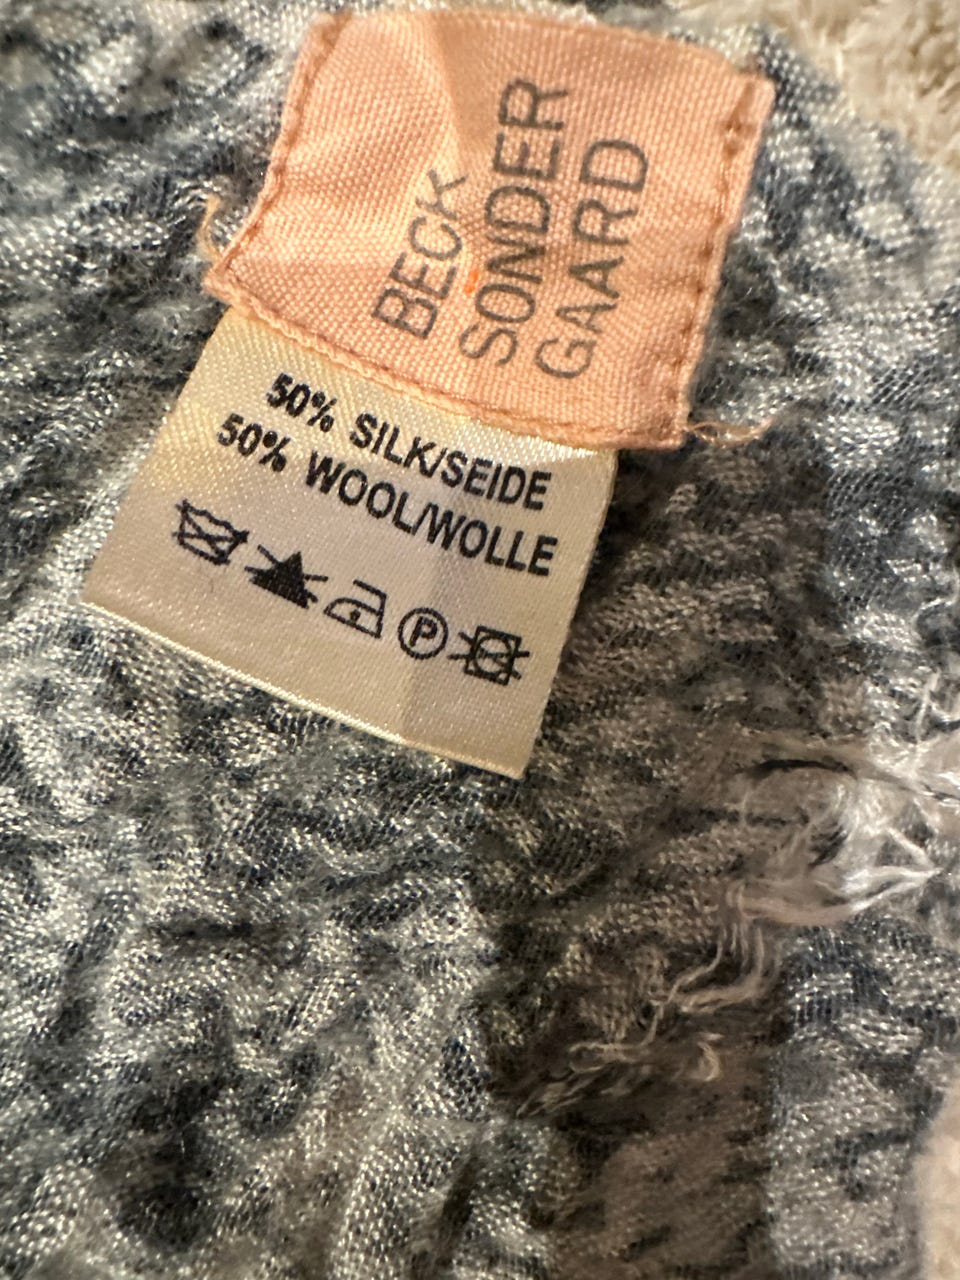 BECK
SONDER
GAARD
50% SILK/SEIDE
50% WOOL/WOLLE
P